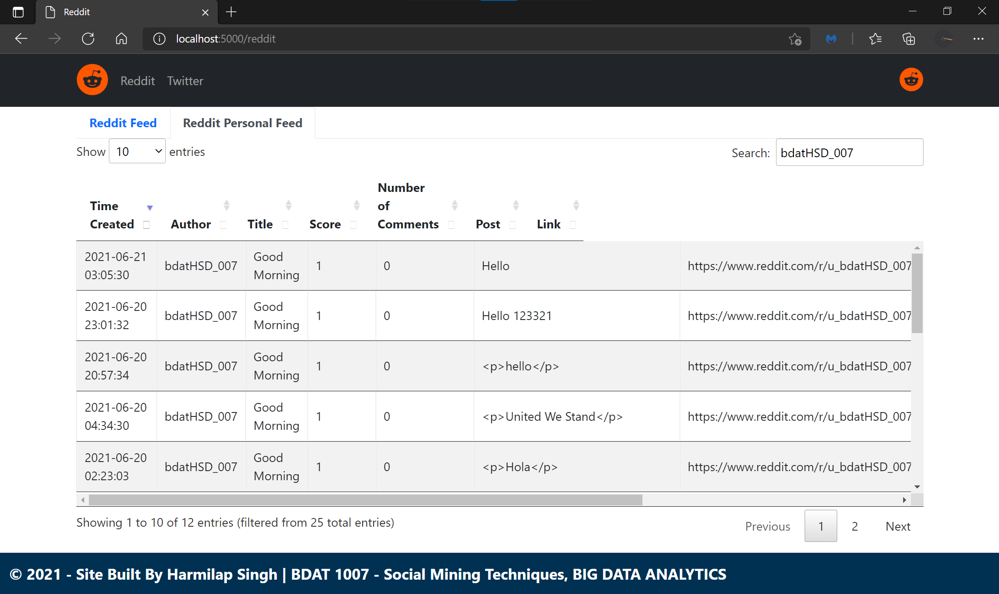 Reddit
localhost:5000/reddit
Reddit Twitter
Reddit Feed Reddit Personal Feed
Show 10 entries Search: bdatHSD_007
Number
Time of
Created Author Title Score Comments Post Link
2021-06-21 03:05:30 bdatHSD_007 Good Morning 1 0 Hello https://www.reddit.com/r/u_bdatHSD_007
2021-06-20 23:01:32 bdatHSD_007 Good Morning 1 0 Hello 123321 https://www.reddit.com/r/u_bdatHSD_007
2021-06-20 20:57:34 bdatHSD_007 Good Morning 1 0 <p>hello</p> https://www.reddit.com/r/u_bdatHSD_007
2021-06-20 04:34:30 bdatHSD_007 Good Morning 1 0 <p>United We Stand</p> https://www.reddit.com/r/u_bdatHSD_007
2021-06-20 02:23:03 bdatHSD_007 Good Morning 1 0 <p>Hola</p> https://www.reddit.com/r/u_bdatHSD_007
Showing 1 to 10 of 12 entries (filtered from 25 total entries) Previous 1 2 Next
© 2021 - Site Built By Harmilap Singh | BDAT 1007 - Social Mining Techniques, BIG DATA ANALYTICS